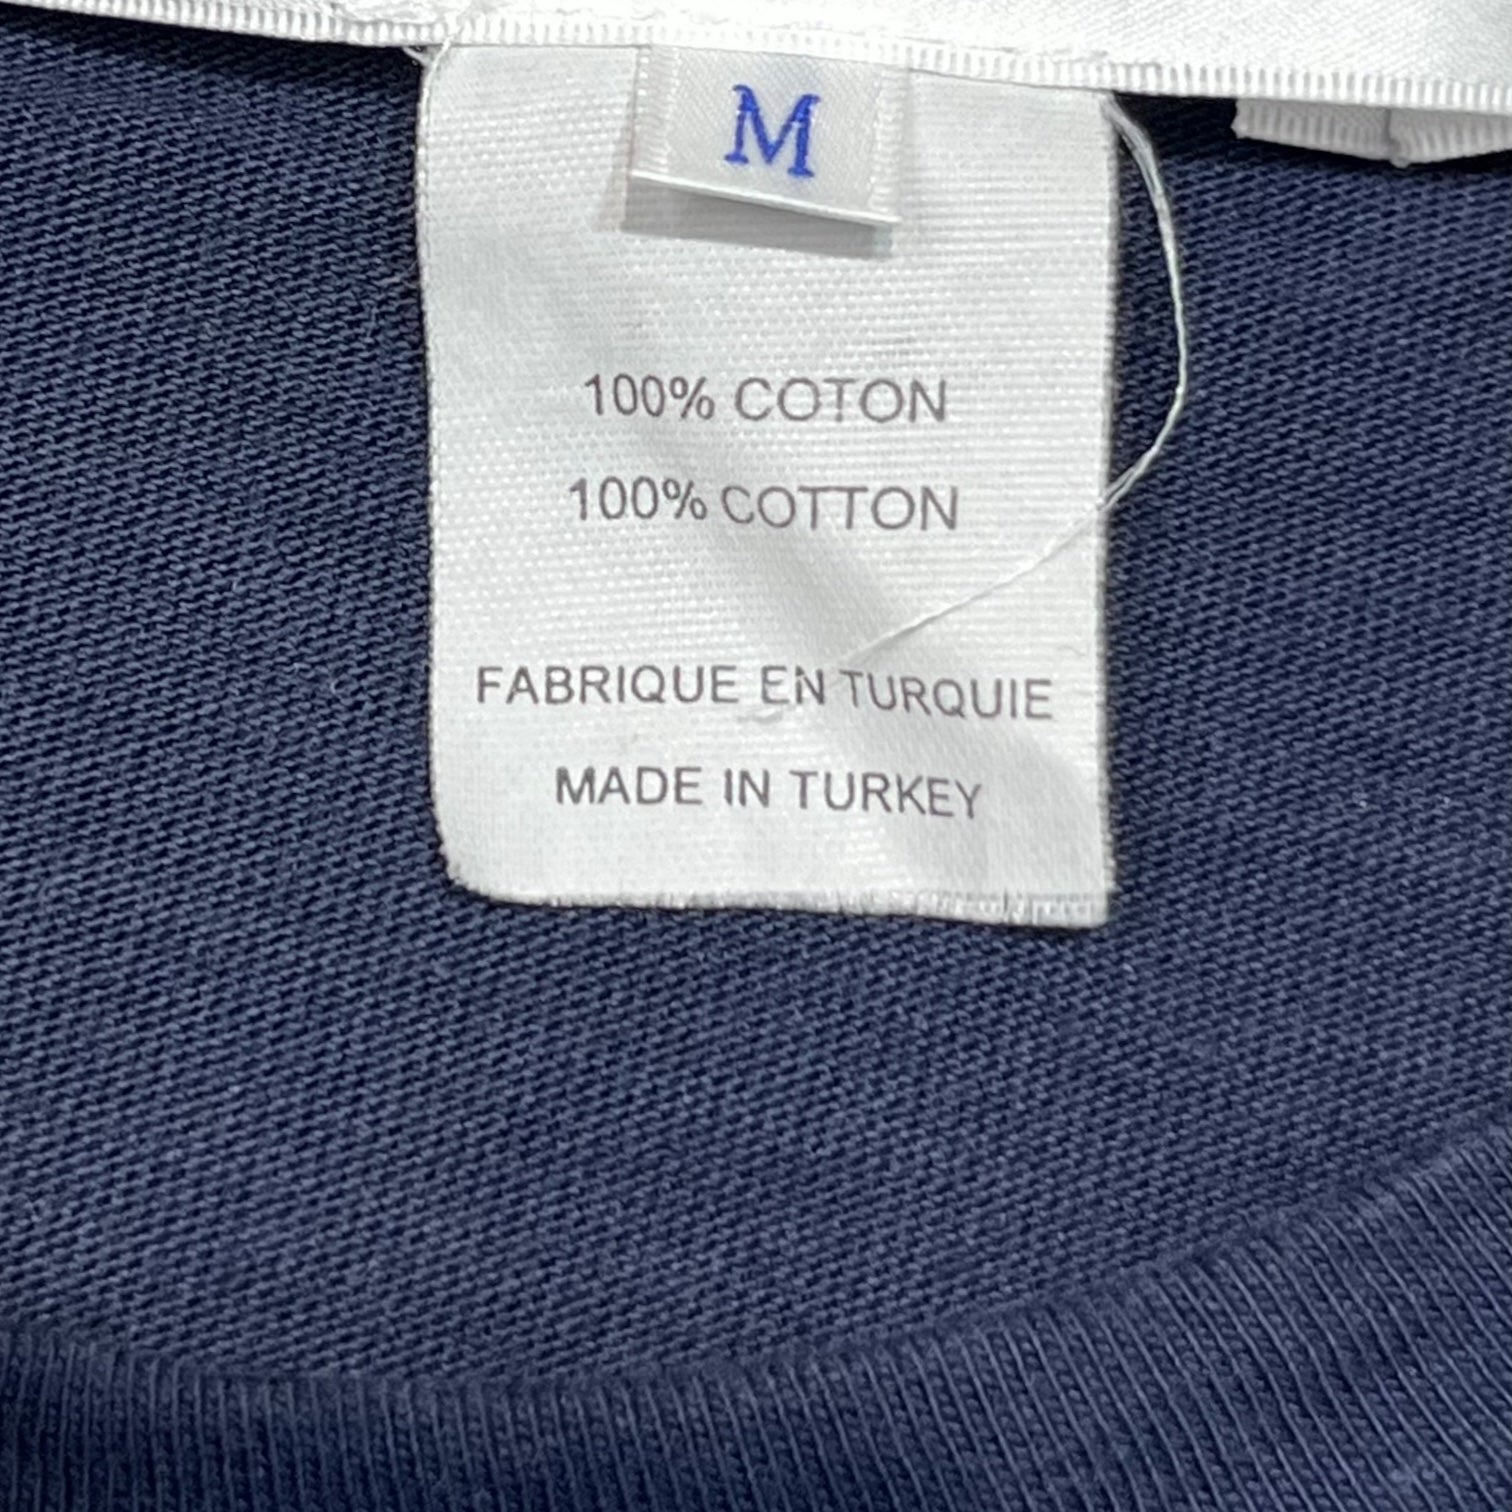 M
100% COTON
100% COTTON
FABRIQUE EN TURQUIE
MADE IN TURKEY